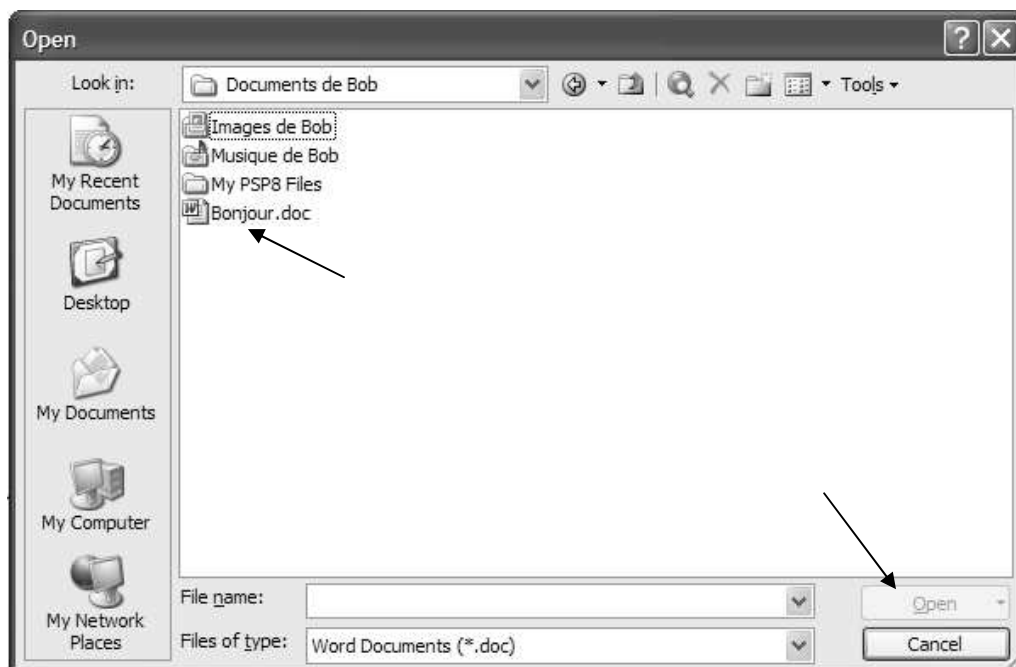 Open
Look in:
Documents de Bob
Tools
Images de Bob
Musique de Bob
My PSP8 Files
Bonjour.doc
My Recent
Documents
Desktop
My Documents
My Computer
My Network
Places
File name:
Open
Files of type:
Word Documents (*.doc)
Cancel